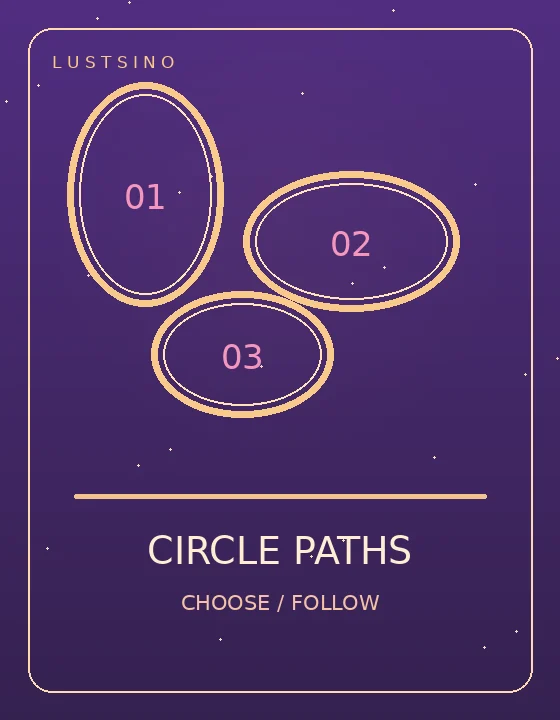 LUSTSINO
01
02
03
CIRCLE PATHS
CHOOSE / FOLLOW